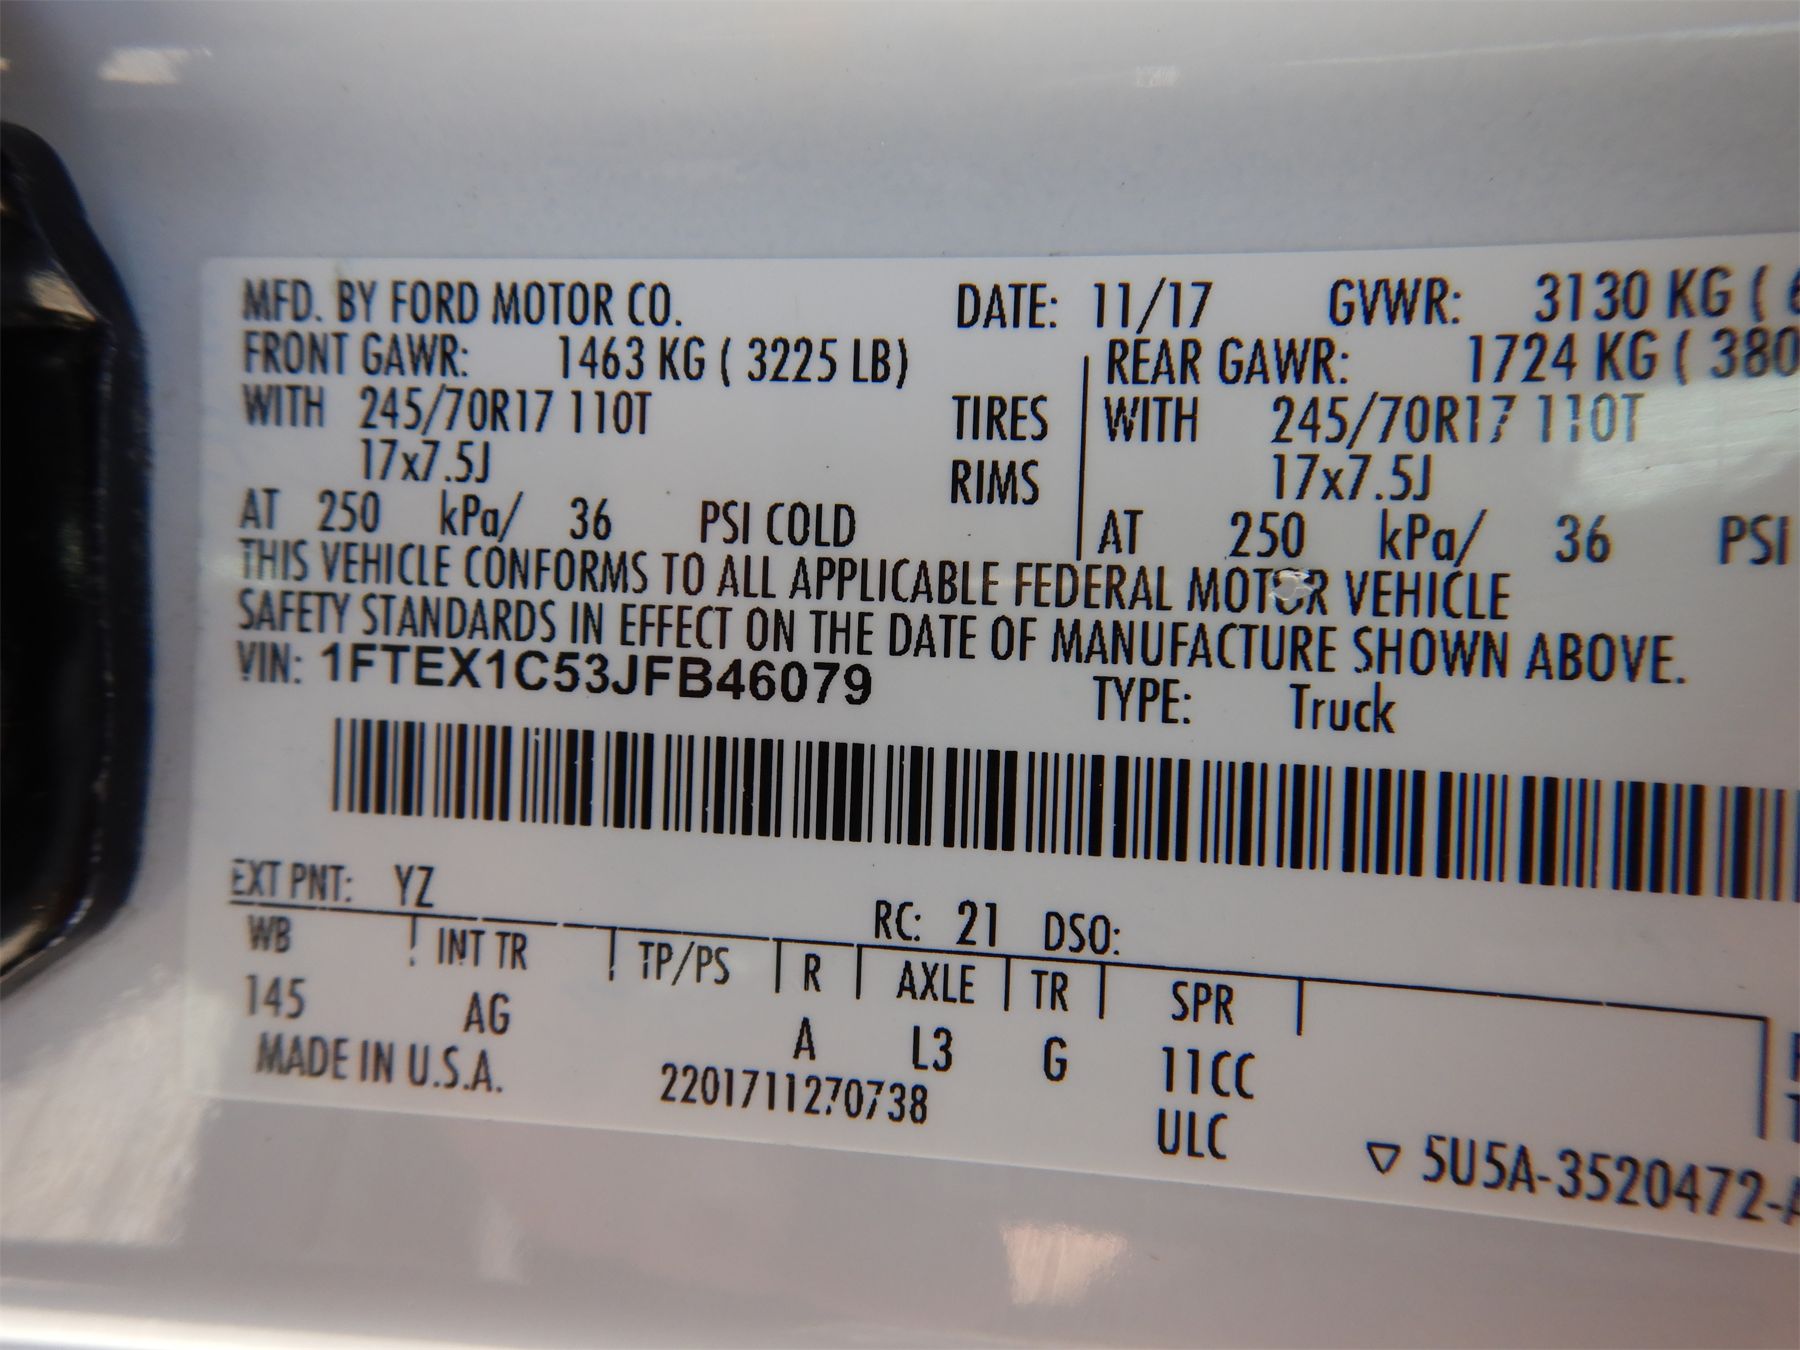 MFD. BY FORD MOTOR CO. DATE: 11/17 GVWR: 3130 KG (
FRONT GAWR: 1463 KG ( 3225 LB) REAR GAWR: 1724 KG ( 380
WITH 245/70R17 110T TIRES WITH 245/70R17 110T
17x7.5J RIMS 17x7.5J
AT 250 kPa/ 36 PSI COLD AT 250 kPa/ 36 PSI
THIS VEHICLE CONFORMS TO ALL APPLICABLE FEDERAL MOTOR VEHICLE
SAFETY STANDARDS IN EFFECT ON THE DATE OF MANUFACTURE SHOWN ABOVE.
VIN: 1FTEX1C53JFB46079 TYPE: Truck
EXT PNT: YZ RC: 21 DSO:
WB INT TR TP/PS R AXLE TR SPR
145 AG A L3 G 11CC
MADE IN U.S.A. 2201711270738 ULC
▽ 5U5A-3520472-